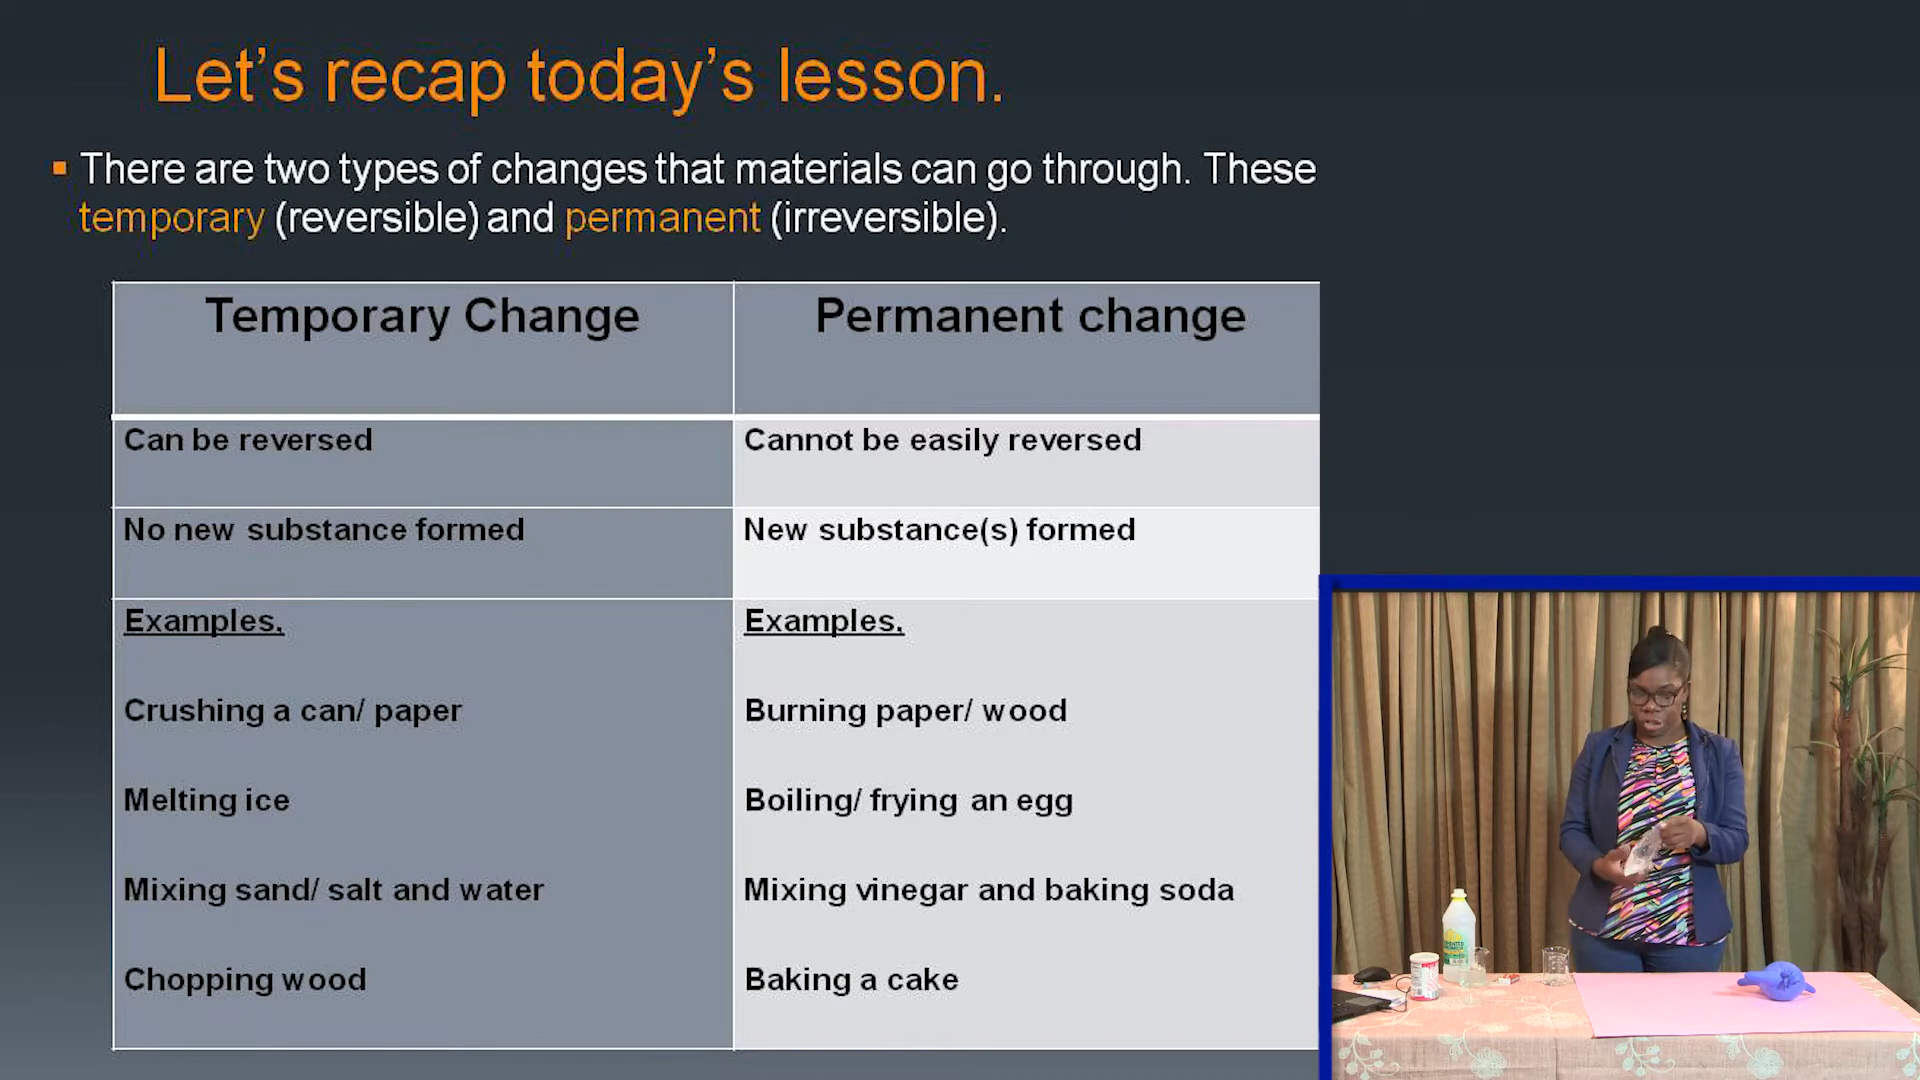 Let’s recap today’s lesson.
There are two types of changes that materials can go through. These
temporary (reversible) and permanent (irreversible).
Temporary Change
Permanent change
Can be reversed
Cannot be easily reversed
No new substance formed
New substance(s) formed
Examples.
Examples.
Crushing a can/ paper
Burning paper/ wood
Melting ice
Boiling/ frying an egg
Mixing sand/ salt and water
Mixing vinegar and baking soda
Chopping wood
Baking a cake